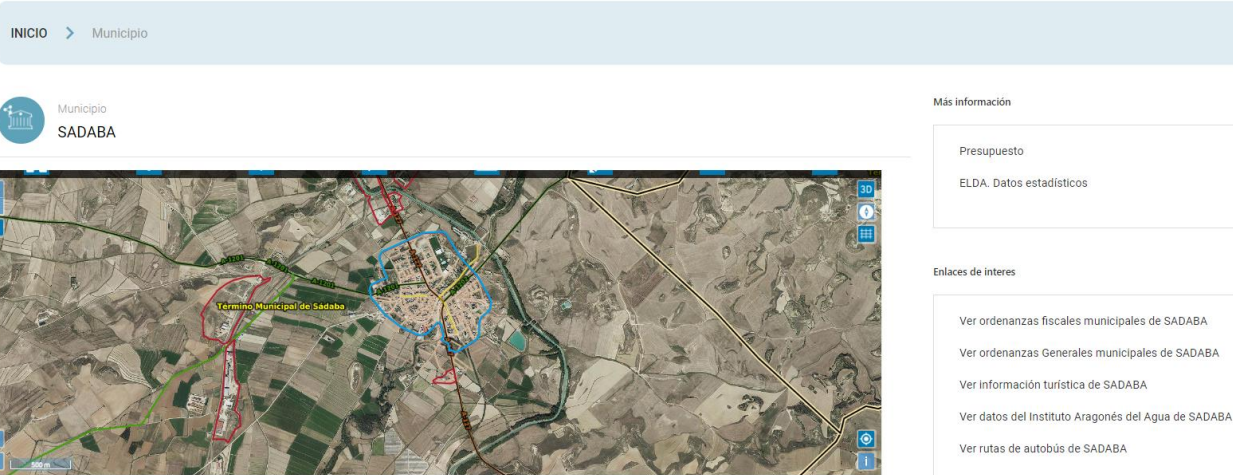 INICIO > Municipio
Municipio
SADABA
Más información
Presupuesto
ELDA. Datos estadísticos
3D
A-1201
A-1202
Término Municipal de Sádaba
500 m
Enlaces de interes
Ver ordenanzas fiscales municipales de SADABA
Ver ordenanzas Generales municipales de SADABA
Ver información turística de SADABA
Ver datos del Instituto Aragonés del Agua de SADABA
Ver rutas de autobús de SADABA